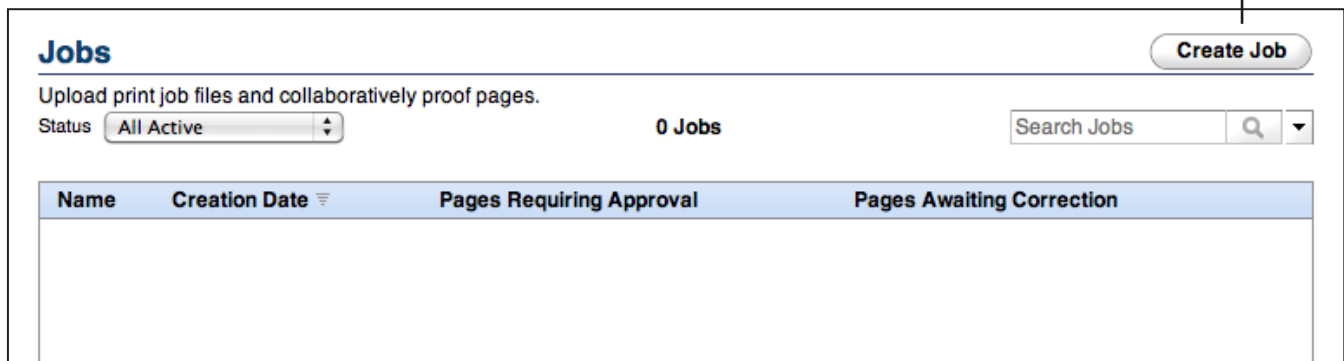 Jobs
Create Job
Upload print job files and collaboratively proof pages.
Status All Active 0 Jobs Search Jobs
Name Creation Date Pages Requiring Approval Pages Awaiting Correction